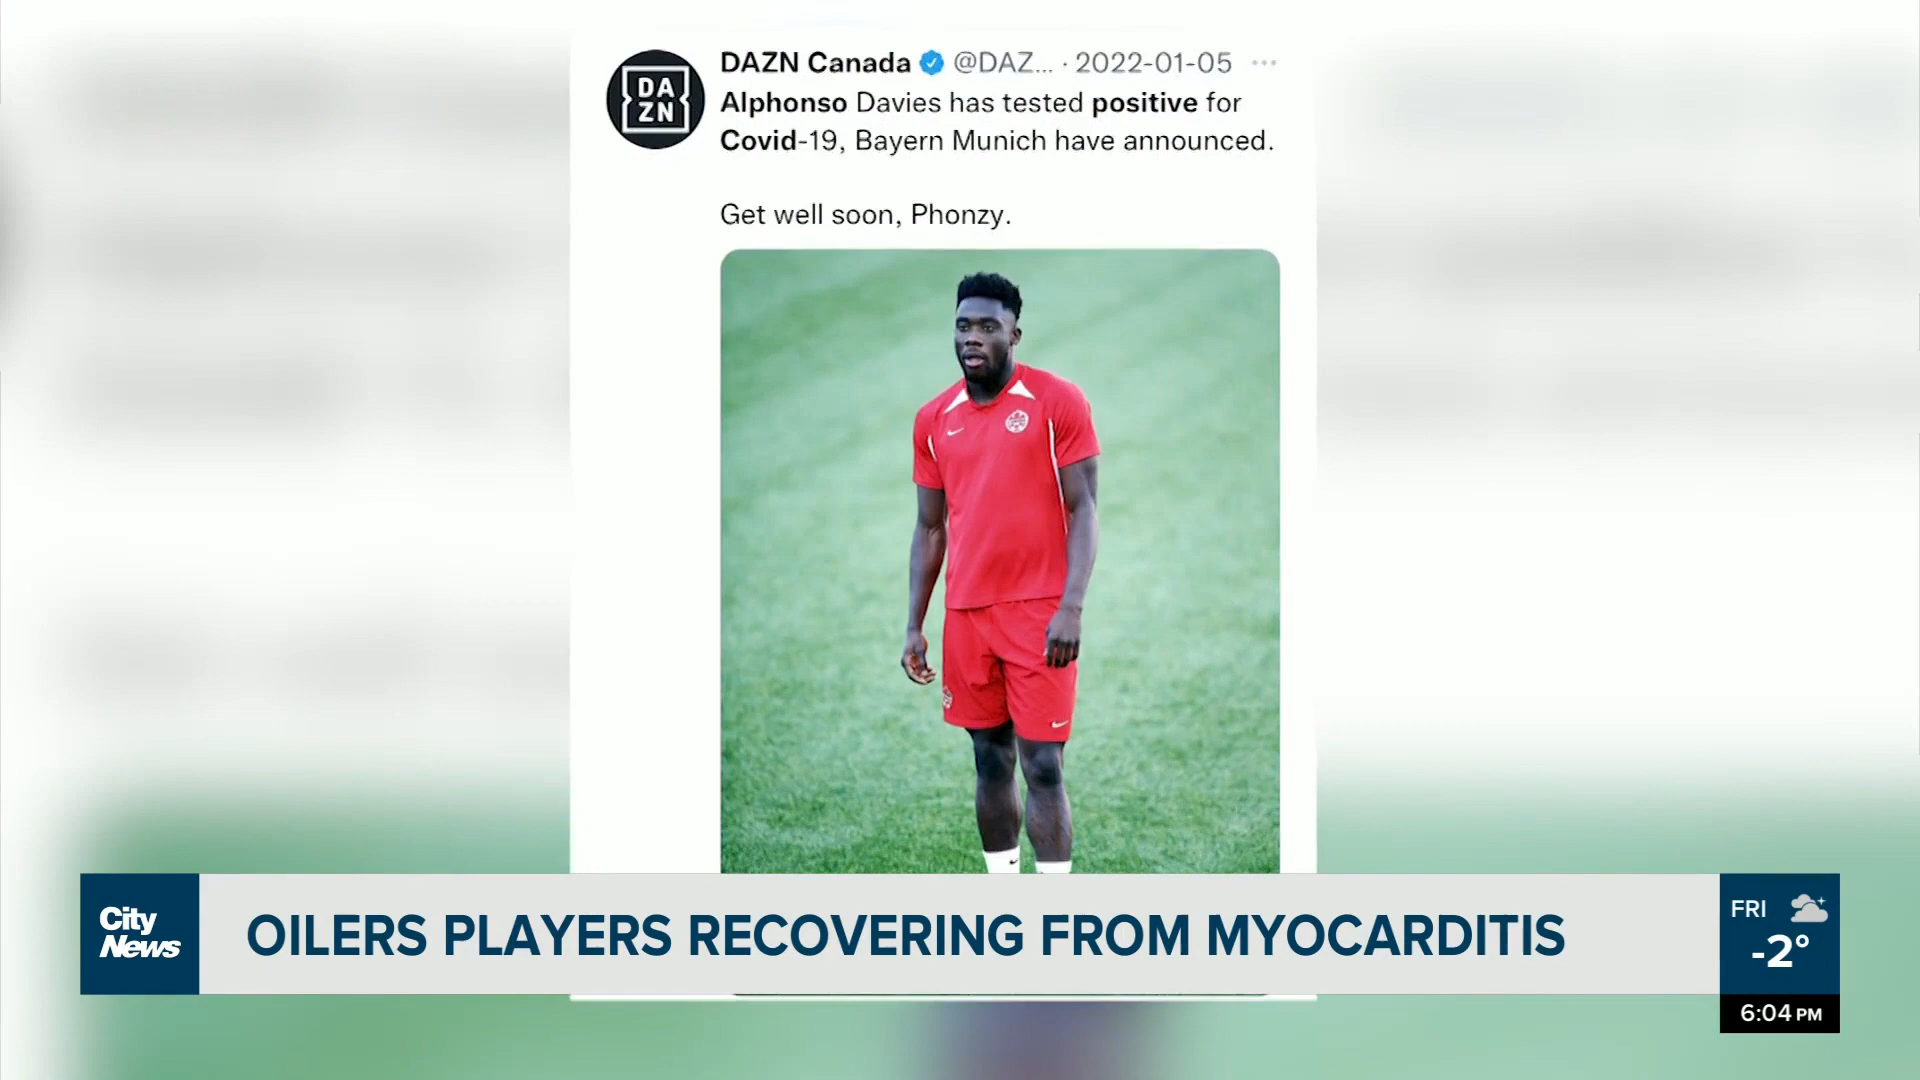 DAZN Canada @DAZ... · 2022-01-05 ...
Alphonso Davies has tested positive for
Covid-19, Bayern Munich have announced.
Get well soon, Phonzy.
DA
ZN
City
News
OILERS PLAYERS RECOVERING FROM MYOCARDITIS
FRI
-2°
6:04 PM